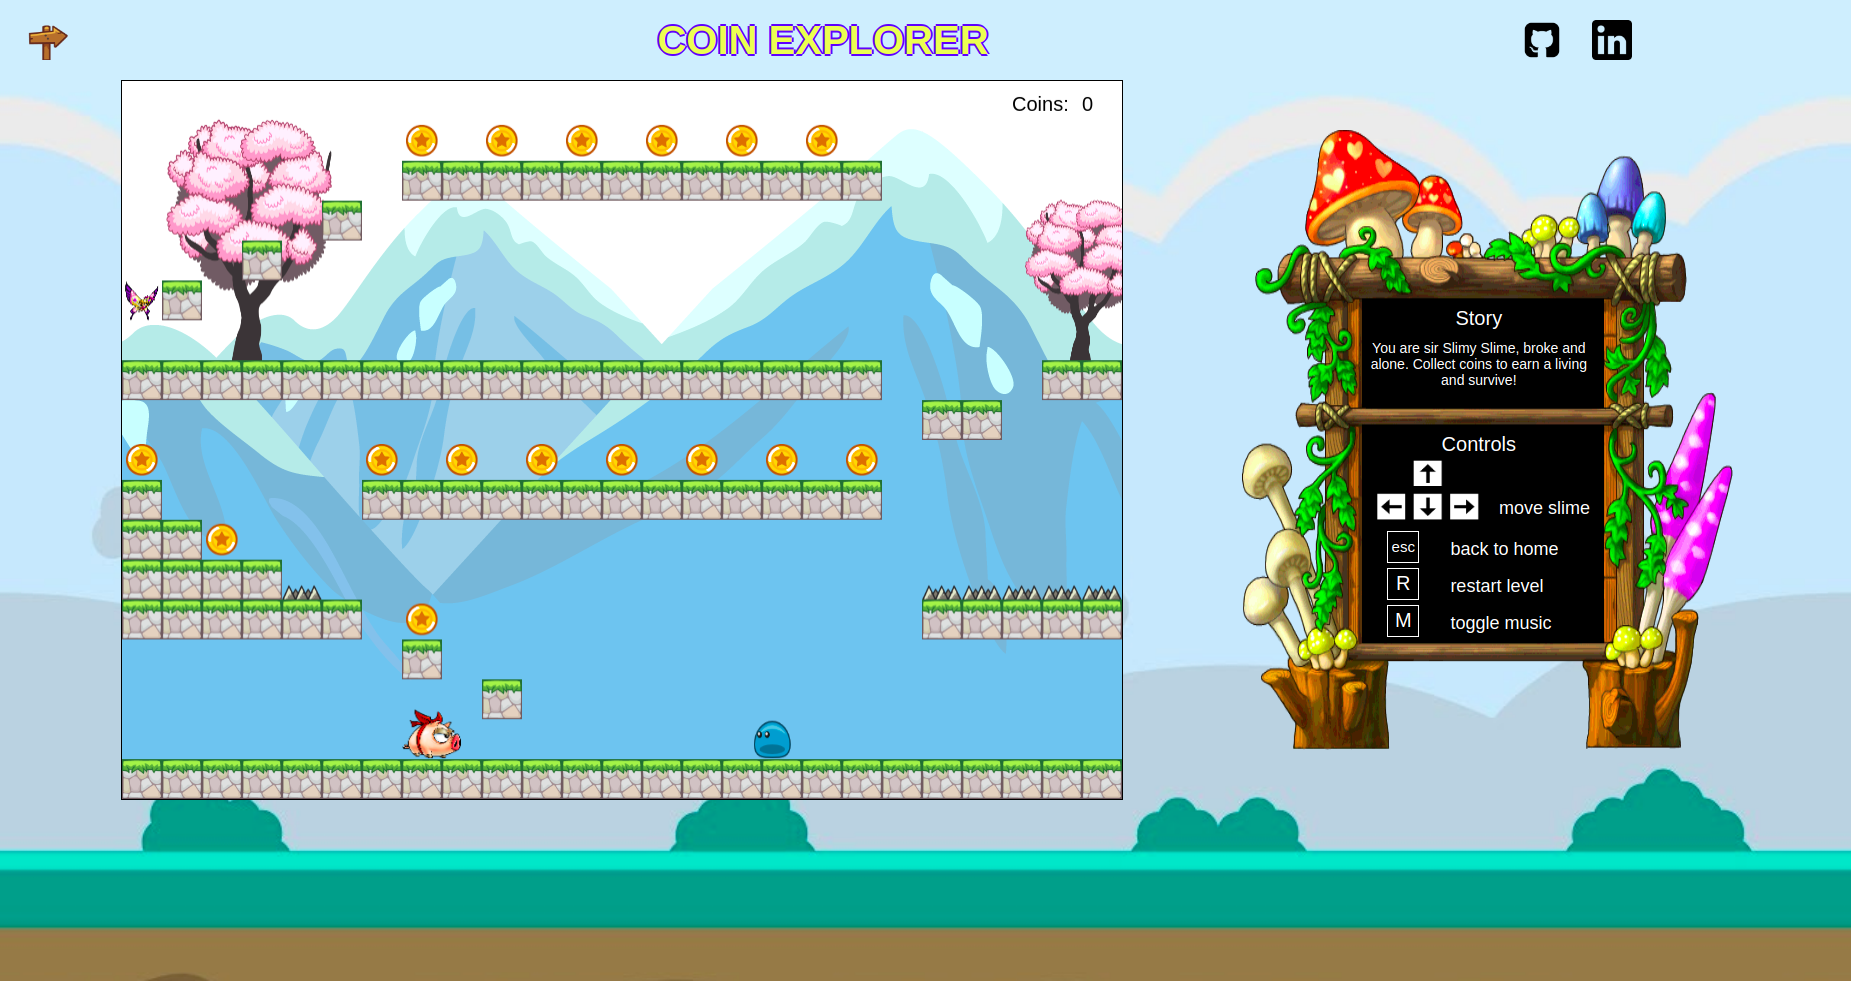 COIN EXPLORER
in
Coins: 0
Story
You are sir Slimy Slime, broke and
alone. Collect coins to earn a living
and survive!
Controls
move slime
esc back to home
R restart level
M toggle music